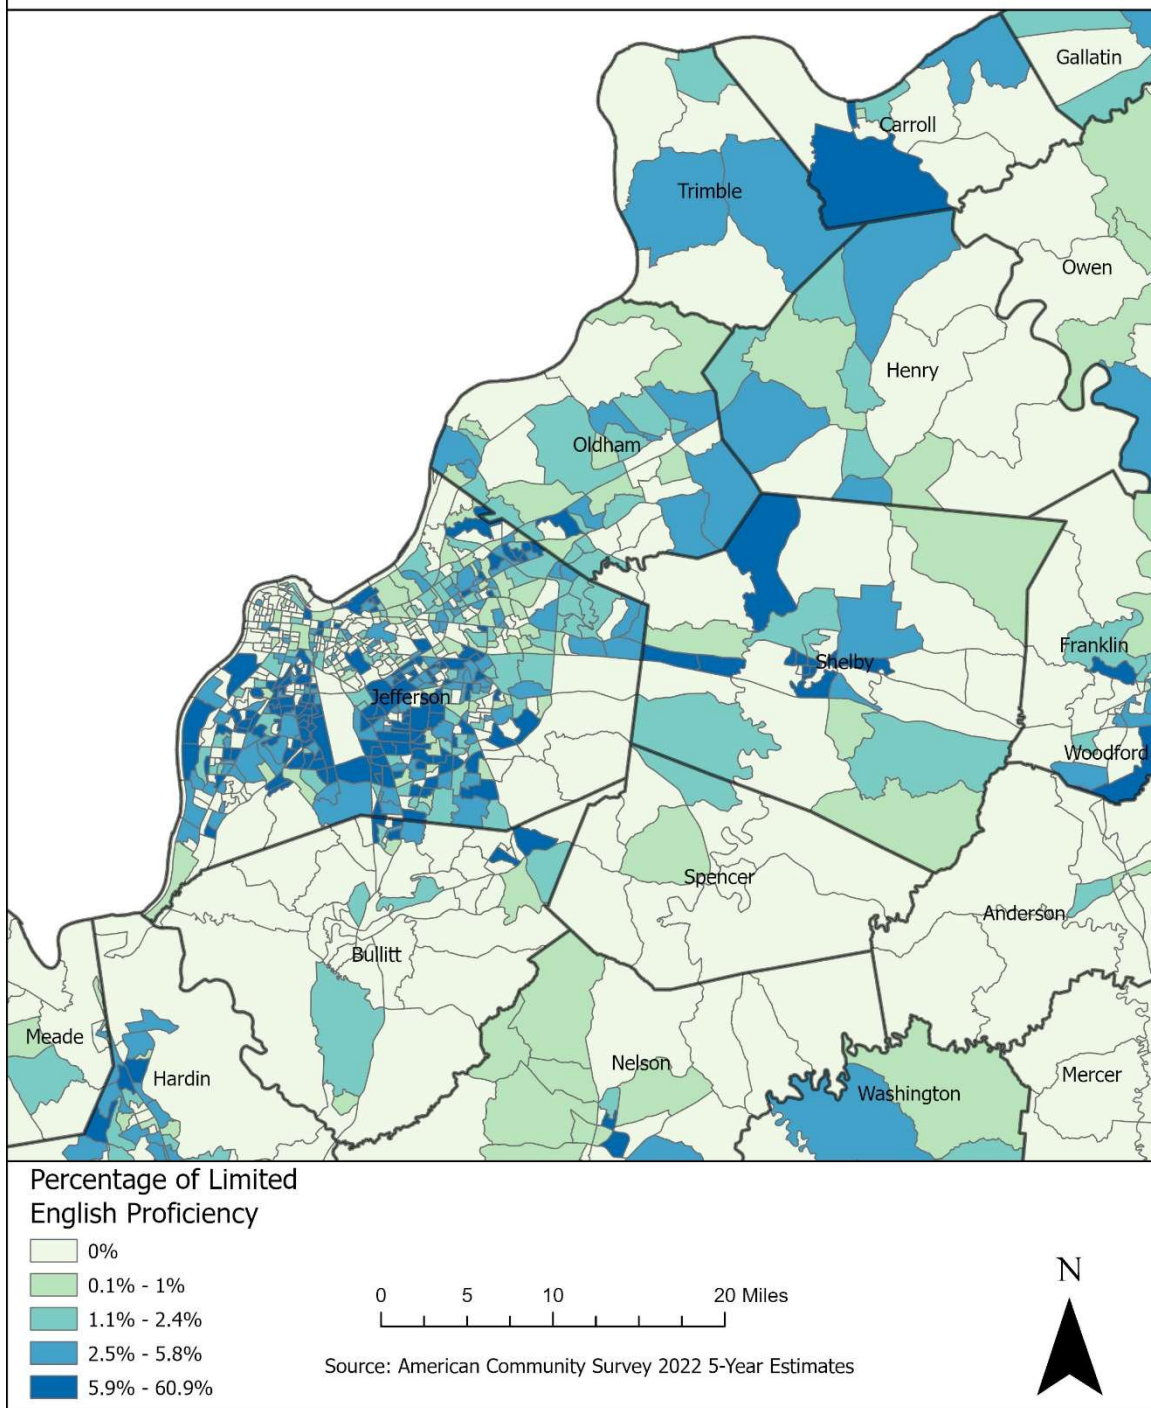 Gallatin
Carroll
Trimble
Owen
Henry
Oldham
Franklin
Shelby
Jefferson
Woodford
Spencer
Anderson
Bullitt
Meade
Nelson
Hardin
Mercer
Washington
Percentage of Limited
English Proficiency
0%
0.1% - 1%
1.1% - 2.4%
2.5% - 5.8%
5.9% - 60.9%
0 5 10 20 Miles
Source: American Community Survey 2022 5-Year Estimates
N